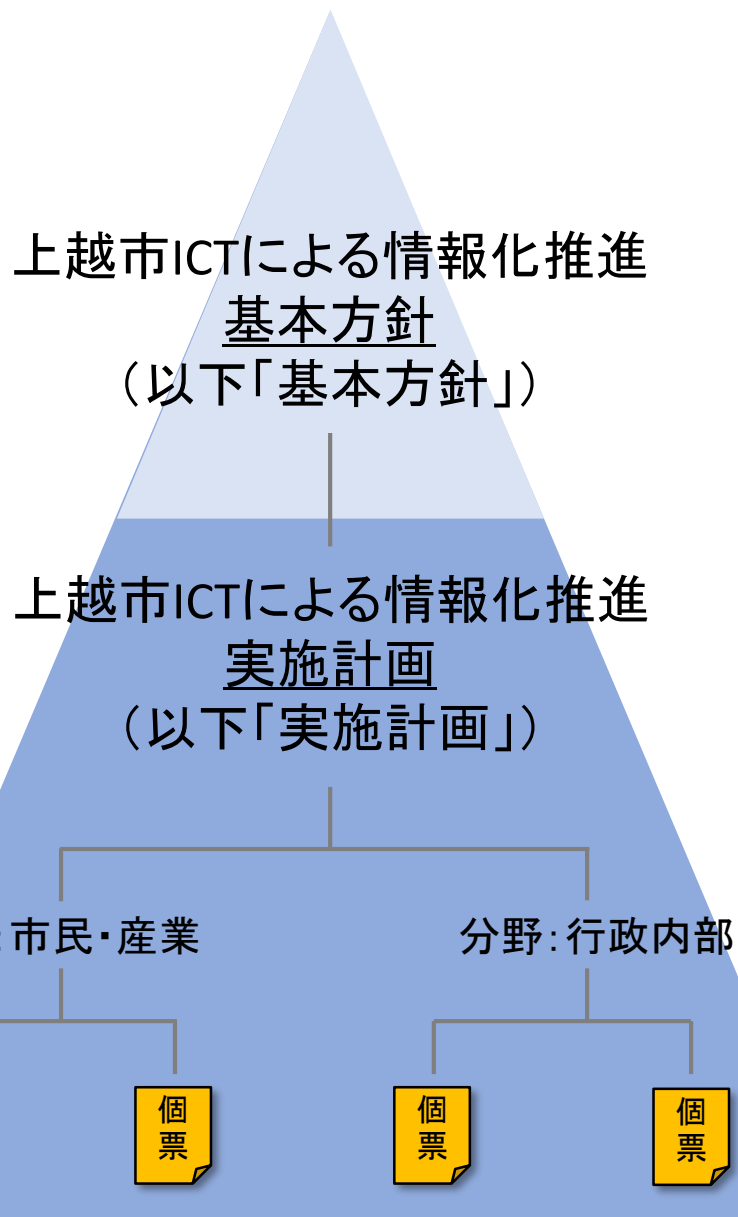 上越市ICTによる情報化推進
基本方針
（以下「基本方針」）
上越市ICTによる情報化推進
実施計画
（以下「実施計画」）
：市民・産業
分野：行政内部
個票
個票
個票